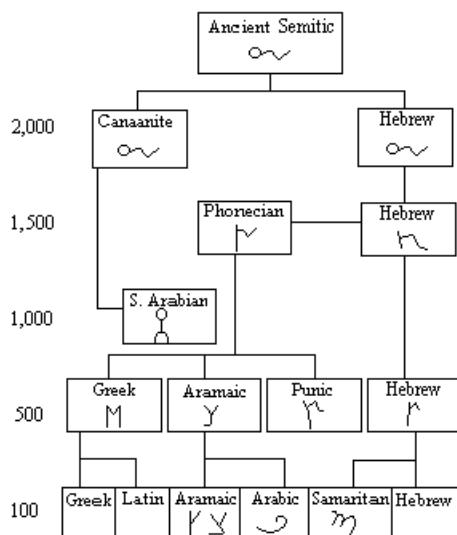 Ancient Semitic
2,000
Canaanite
Hebrew
1,500
Phonecian
Hebrew
1,000
S. Arabian
500
Greek
Aramaic
Punic
Hebrew
100
Greek
Latin
Aramaic
Arabic
Samaritan
Hebrew